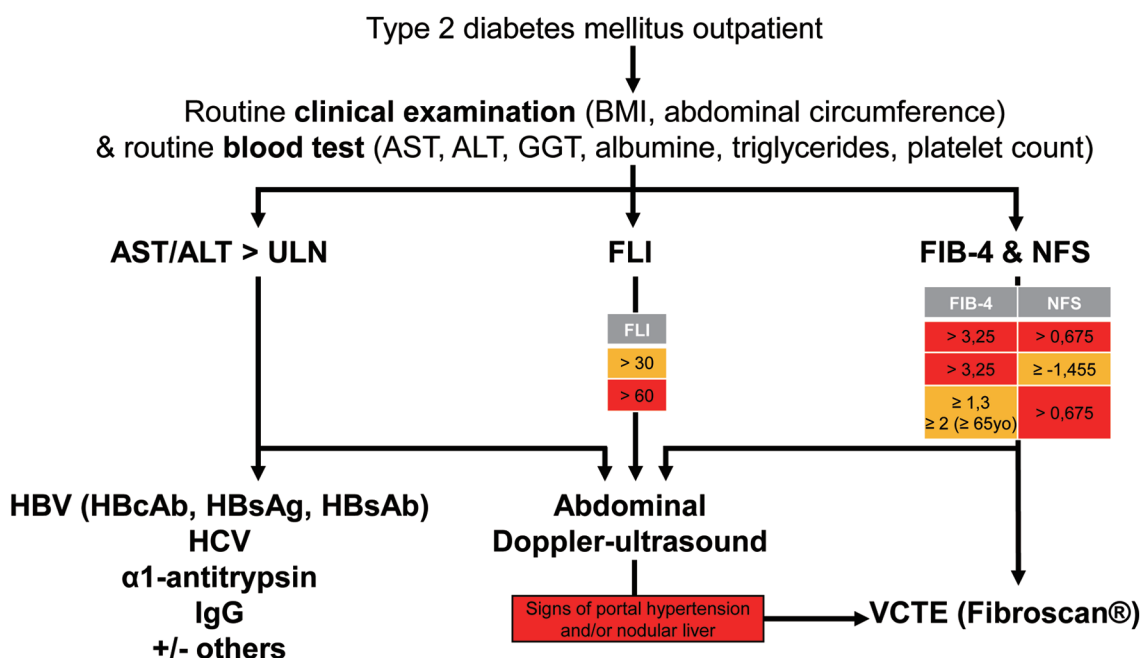 Type 2 diabetes mellitus outpatient
Routine clinical examination (BMI, abdominal circumference)
& routine blood test (AST, ALT, GGT, albumine, triglycerides, platelet count)
AST/ALT > ULN
FLI
FIB-4 & NFS
FLI
> 30
> 60
FIB-4 NFS
> 3,25 > 0,675
> 3,25 ≥ -1,455
≥ 1,3
≥ 2 (≥ 65yo)
> 0,675
HBV (HBcAb, HBsAg, HBsAb)
HCV
α1-antitrypsin
IgG
+/- others
Abdominal
Doppler-ultrasound
Signs of portal hypertension
and/or nodular liver
VCTE (Fibroscan®)